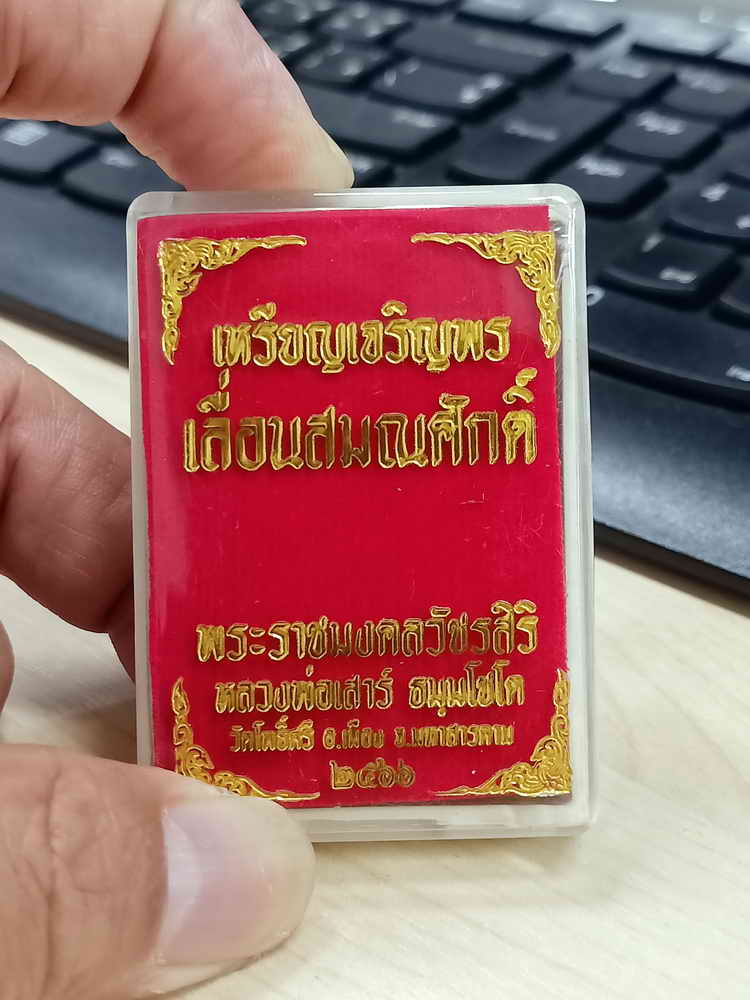 เหรียญเจริญพร
เลื่อนสมณศักดิ์
พระราชมงคลวัชรสิริ
หลวงพ่อเสาร์ ธมฺมโชโต
วัดโพธิ์ศรี อ.เมือง จ.มหาสารคาม
๒๕๖๖